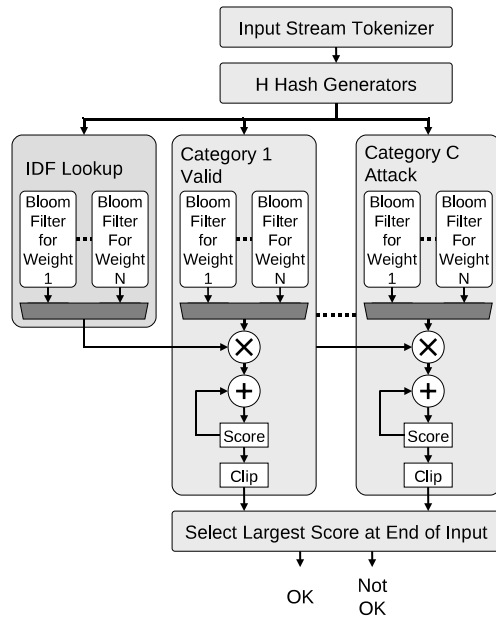 Input Stream Tokenizer
H Hash Generators
IDF Lookup
Bloom
Filter
for
Weight
1
Bloom
Filter
For
Weight
N
Category 1
Valid
Bloom
Filter
for
Weight
1
Bloom
Filter
For
Weight
N
×
+
Score
Clip
Category C
Attack
Bloom
Filter
for
Weight
1
Bloom
Filter
For
Weight
N
×
+
Score
Clip
Select Largest Score at End of Input
OK
Not
OK